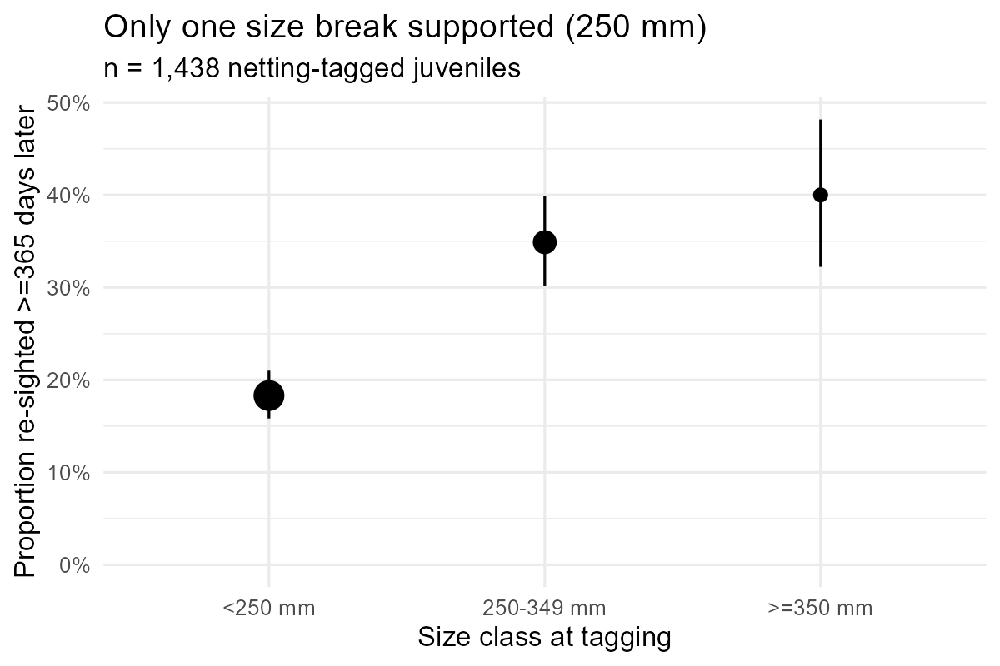 Only one size break supported (250 mm)
n = 1,438 netting-tagged juveniles
Proportion re-sighted >=365 days later
50%
40%
30%
20%
10%
0%
<250 mm
250-349 mm
>=350 mm
Size class at tagging